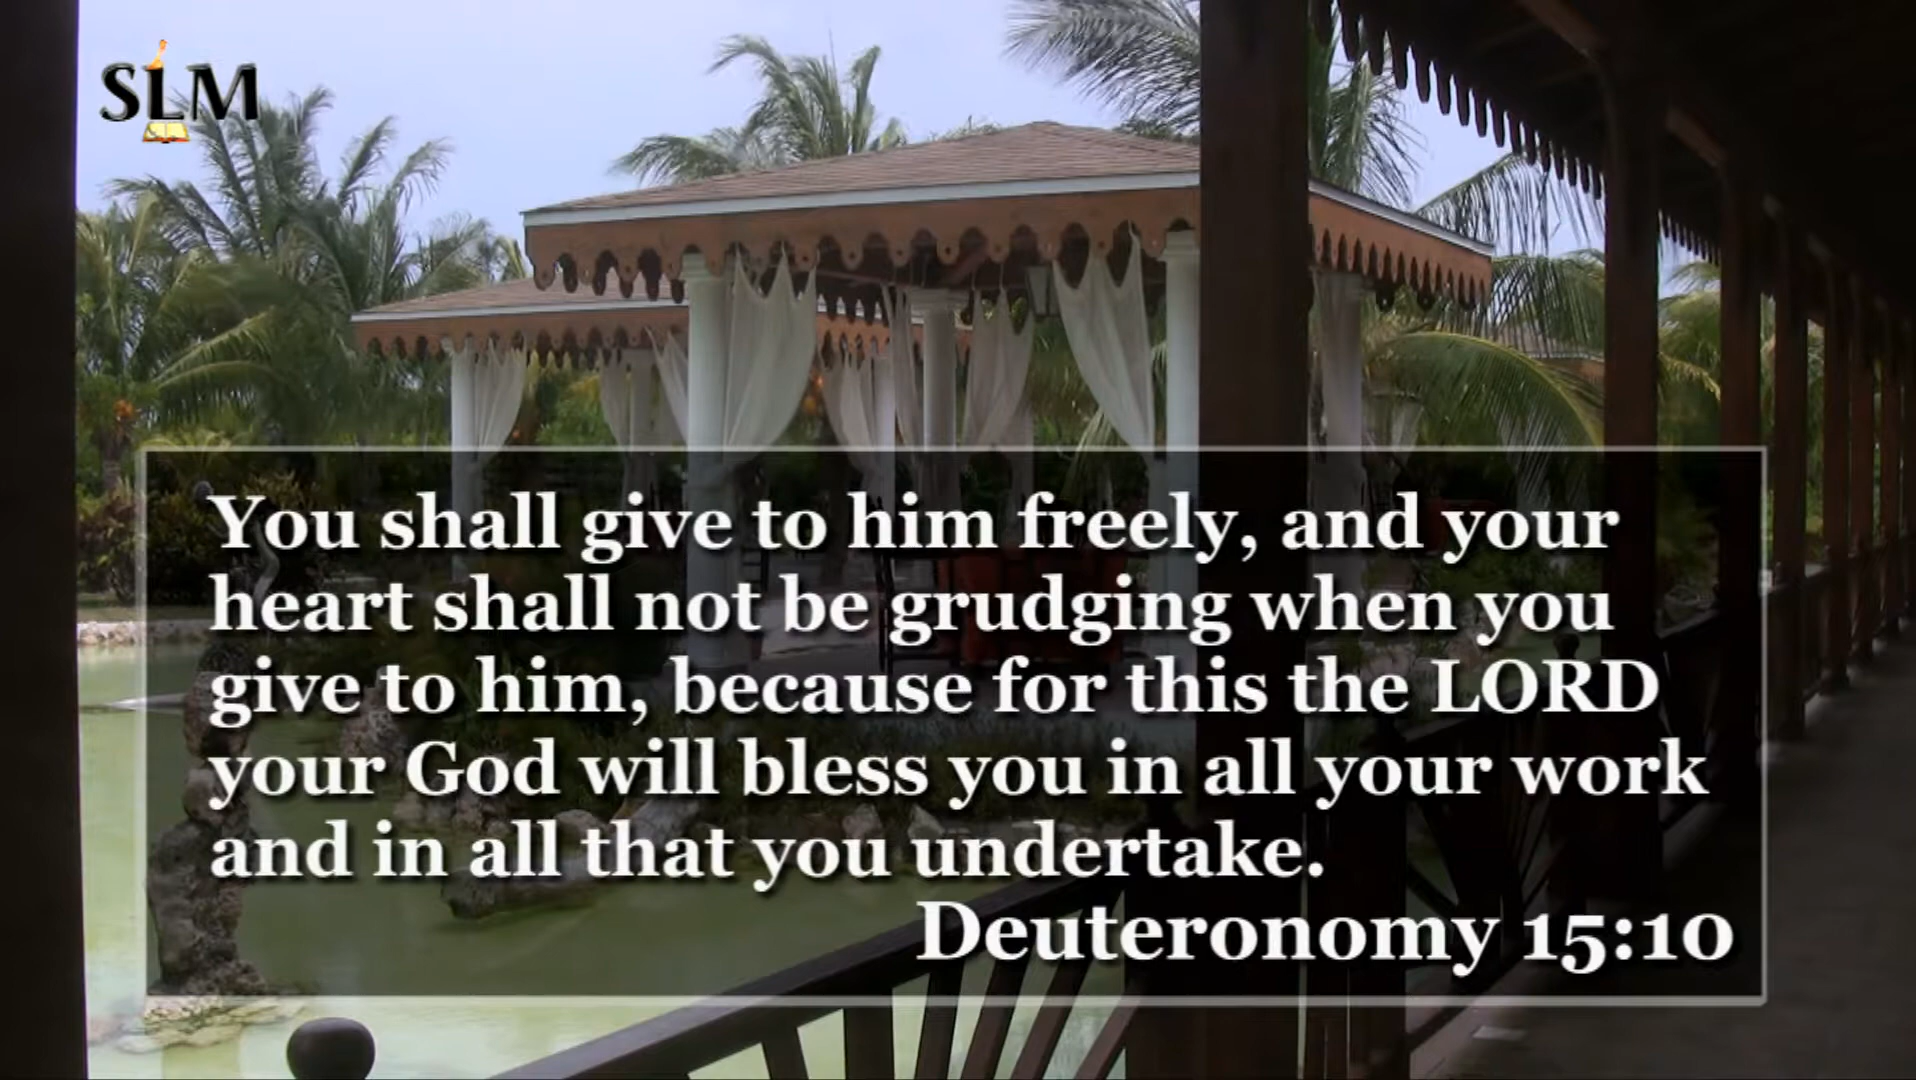 SLM
You shall give to him freely, and your
heart shall not be grudging when you
give to him, because for this the LORD
your God will bless you in all your work
and in all that you undertake.
Deuteronomy 15:10